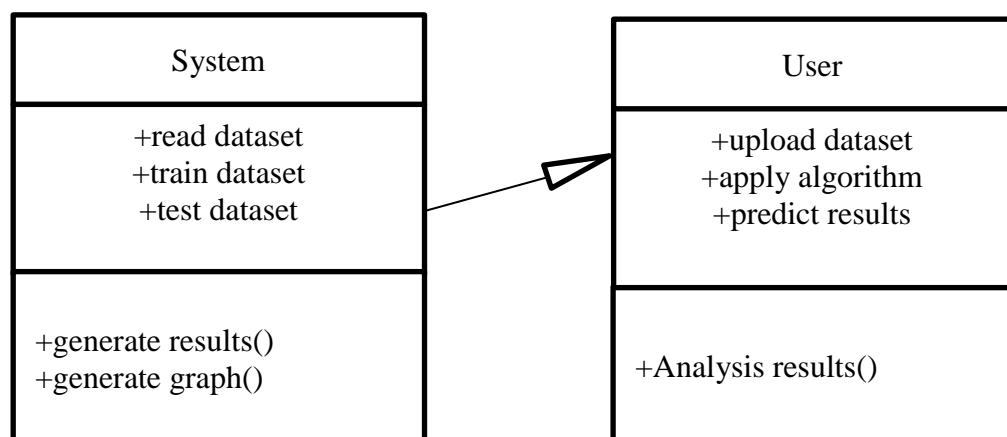 System
+read dataset
+train dataset
+test dataset
+generate results()
+generate graph()
User
+upload dataset
+apply algorithm
+predict results
+Analysis results()